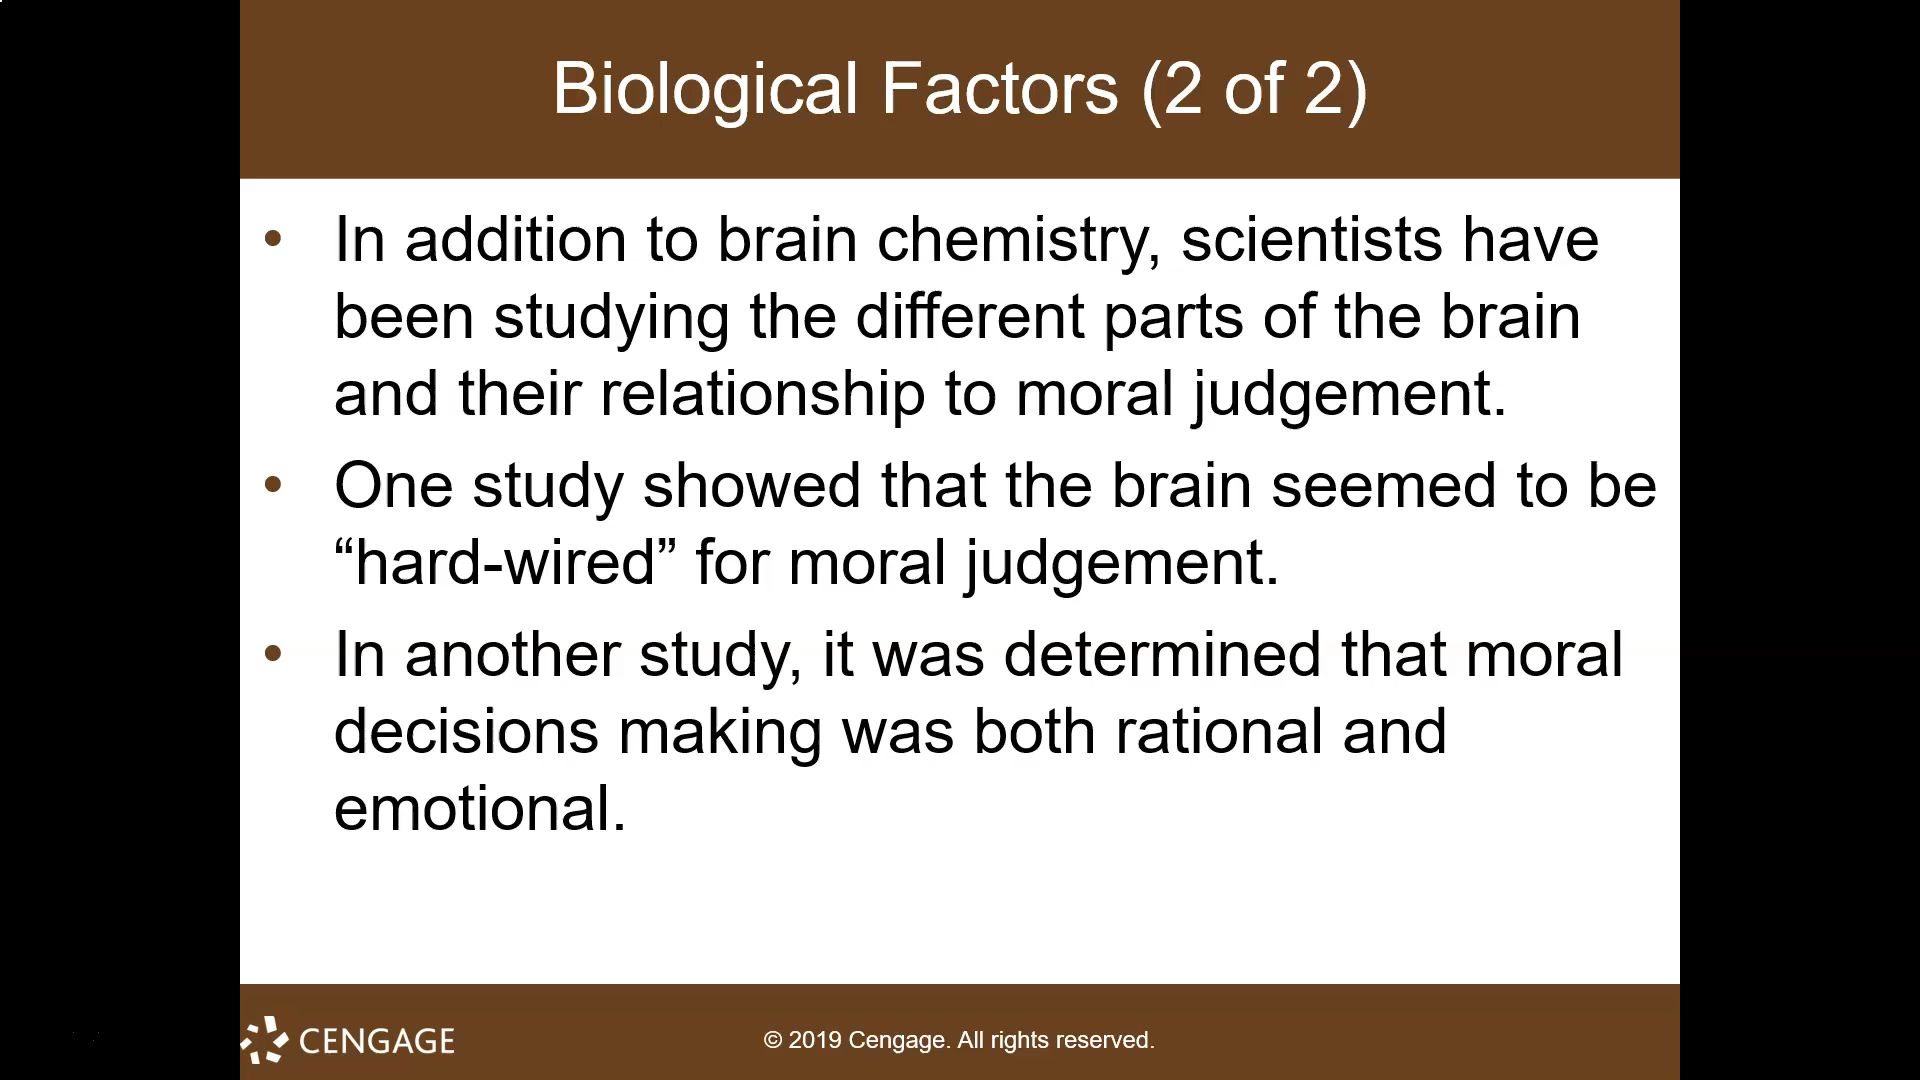 Biological Factors (2 of 2)
• In addition to brain chemistry, scientists have
been studying the different parts of the brain
and their relationship to moral judgement.
• One study showed that the brain seemed to be
“hard-wired” for moral judgement.
• In another study, it was determined that moral
decisions making was both rational and
emotional.
CENGAGE
© 2019 Cengage. All rights reserved.